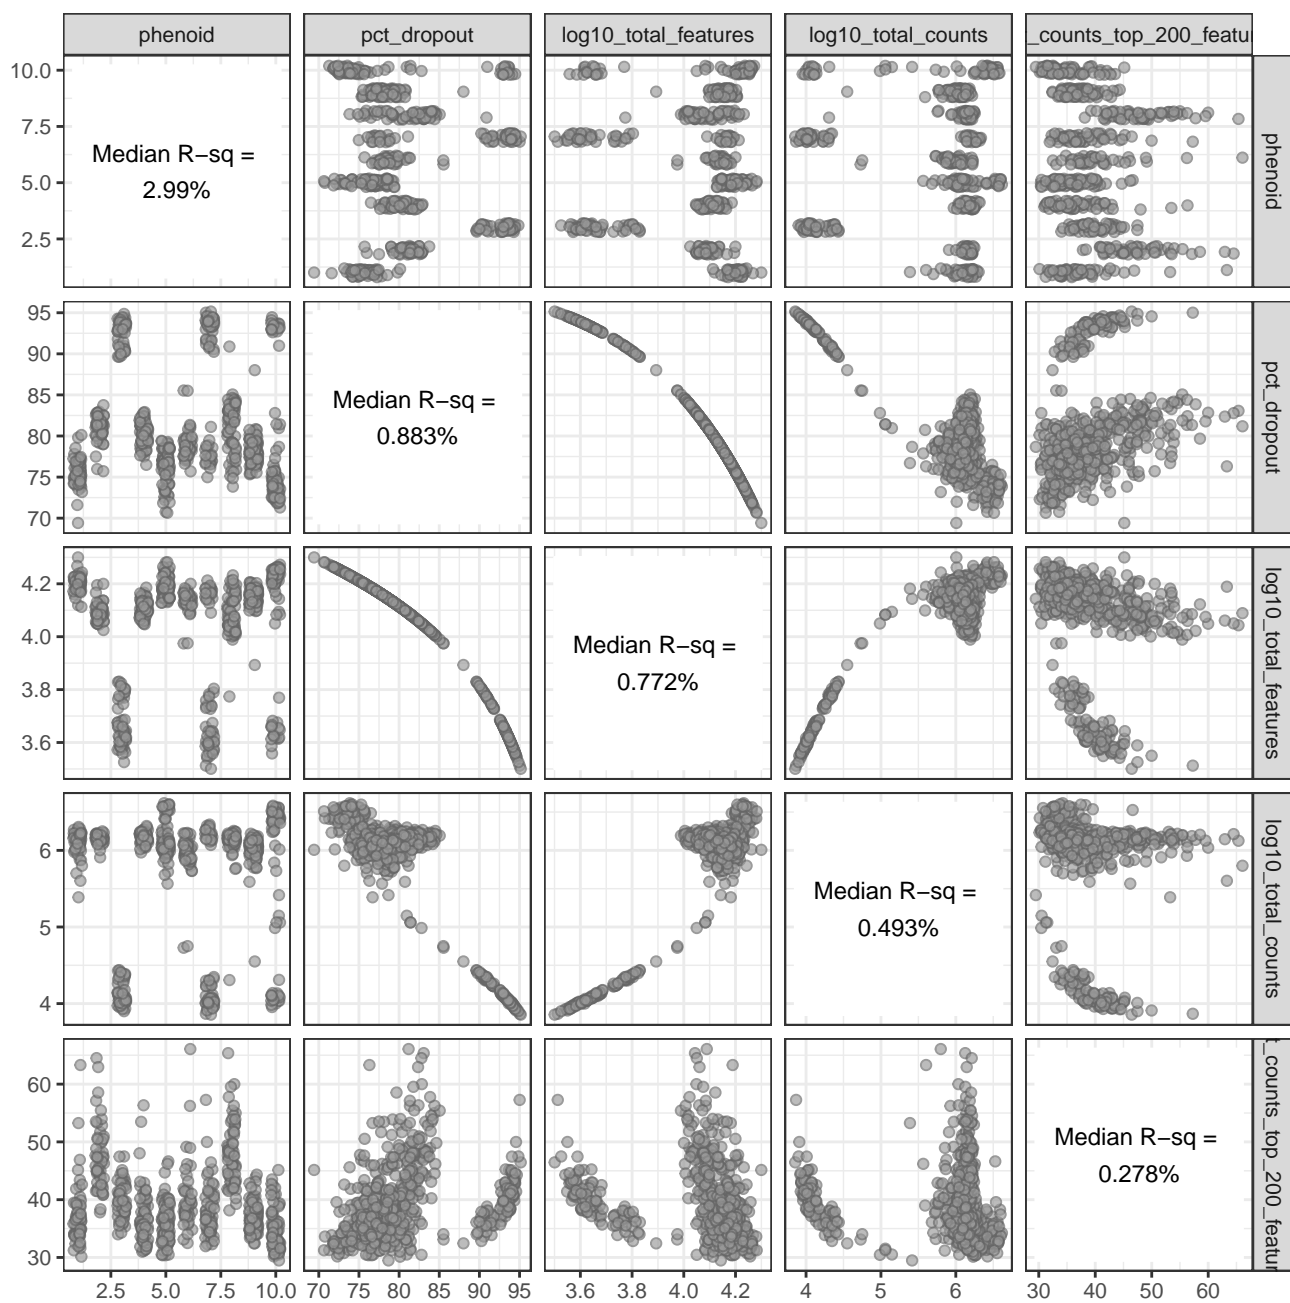 phenoid
pct_dropout
log10_total_features
log10_total_counts
_counts_top_200_featur
10.0
7.5
5.0
2.5
Median R−sq =
2.99%
phenoid
95
90
85
80
75
70
Median R−sq =
0.883%
pct_dropout
4.2
4.0
3.8
3.6
Median R−sq =
0.772%
log10_total_features
6
5
4
Median R−sq =
0.493%
log10_total_counts
60
50
40
30
Median R−sq =
0.278%
t_counts_top_200_featur
2.5 5.0 7.5 10.0
70 75 80 85 90 95
3.6 3.8 4.0 4.2
4 5 6
30 40 50 60